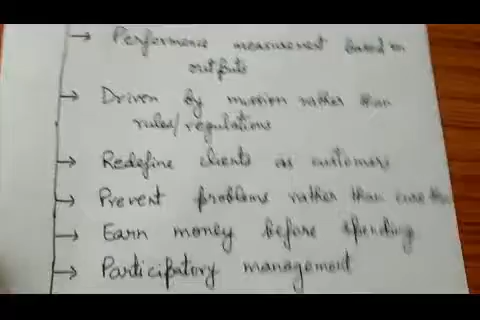 → Performance measurement based on
outputs
→ Driven by mission rather than
rules/regulations
→ Redefine clients as customers
→ Prevent problems rather than cure
→ Earn money before spending
→ Participatory management